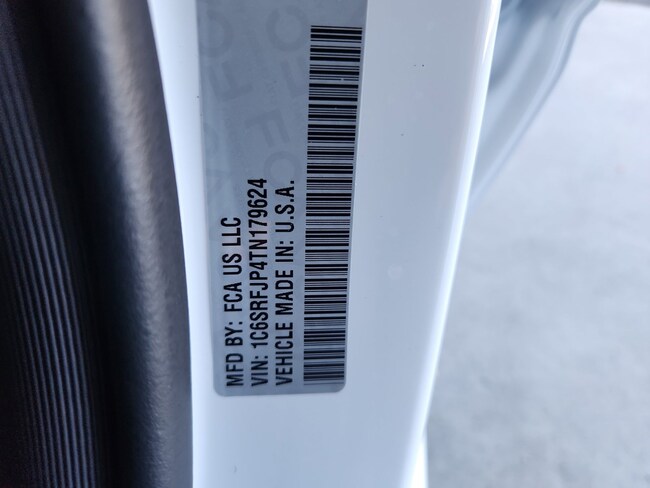 MFD BY: FCA US LLC
VIN: 1C6SRFJP4TN179624
VEHICLE MADE IN: U.S.A.